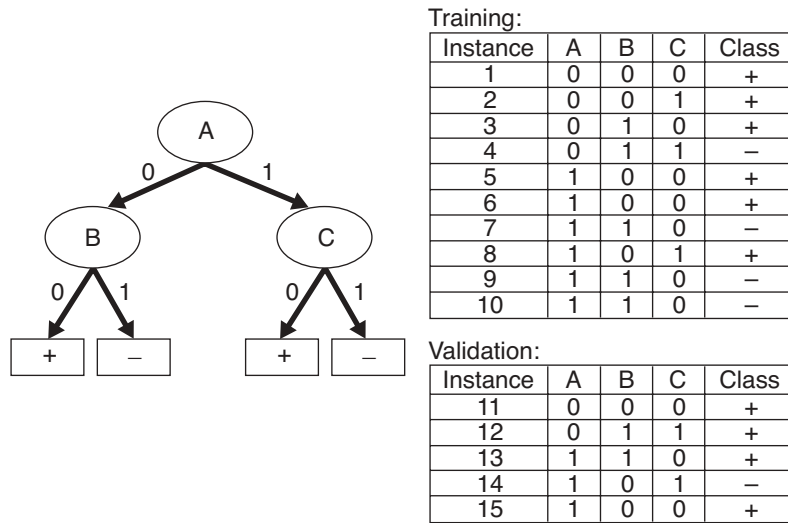 A
0 1
B C
0 1 0 1
+ – + –
Training:
Instance A B C Class
1 0 0 0 +
2 0 0 1 +
3 0 1 0 +
4 0 1 1 –
5 1 0 0 +
6 1 0 0 +
7 1 1 0 –
8 1 0 1 +
9 1 1 0 –
10 1 1 0 –
Validation:
Instance A B C Class
11 0 0 0 +
12 0 1 1 +
13 1 1 0 +
14 1 0 1 –
15 1 0 0 +